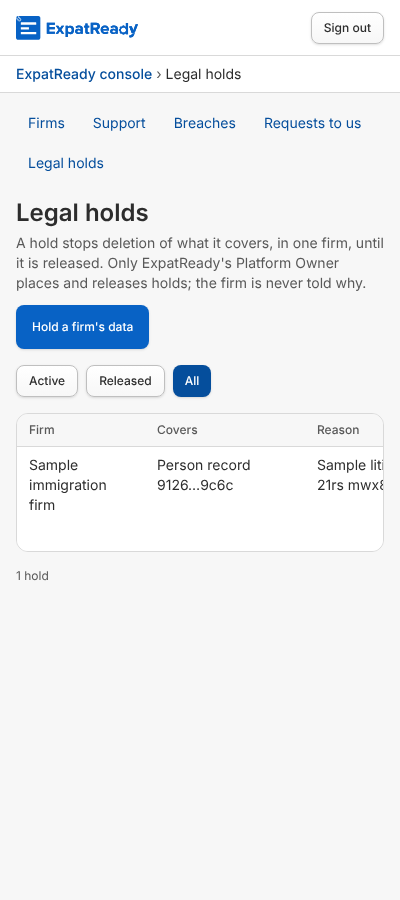 ExpatReady
Sign out
ExpatReady console › Legal holds
Firms Support Breaches Requests to us
Legal holds
Legal holds
A hold stops deletion of what it covers, in one firm, until
it is released. Only ExpatReady's Platform Owner
places and releases holds; the firm is never told why.
Hold a firm's data
Active Released All
Firm Covers Reason
Sample immigration firm
Person record 9126…9c6c
Sample
21rs
1 hold